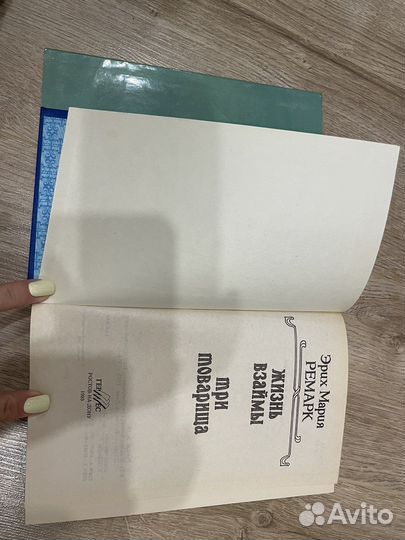 Эрих Мария
РЕМАРК
ЖИЗНЬ
ВЗАЙМЫ
ТРИ
ТОВАРИЩА
РОСТОВ-НА-ДОНУ
Avito